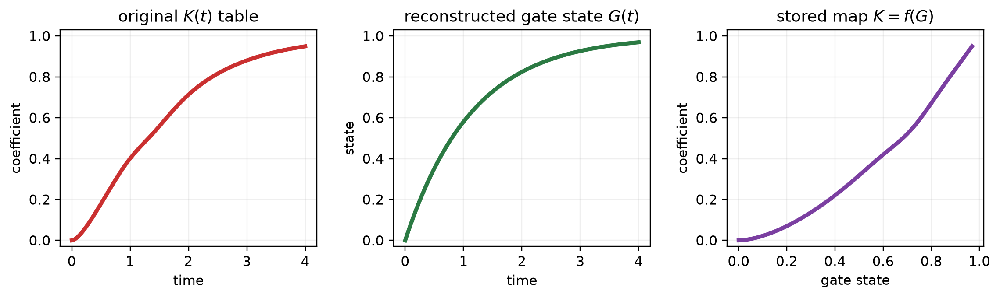 original K(t) table
coefficient
1.0
0.8
0.6
0.4
0.2
0.0
0 1 2 3 4
time
reconstructed gate state G(t)
state
1.0
0.8
0.6
0.4
0.2
0.0
0 1 2 3 4
time
stored map K = f(G)
coefficient
1.0
0.8
0.6
0.4
0.2
0.0
0.0 0.2 0.4 0.6 0.8 1.0
gate state